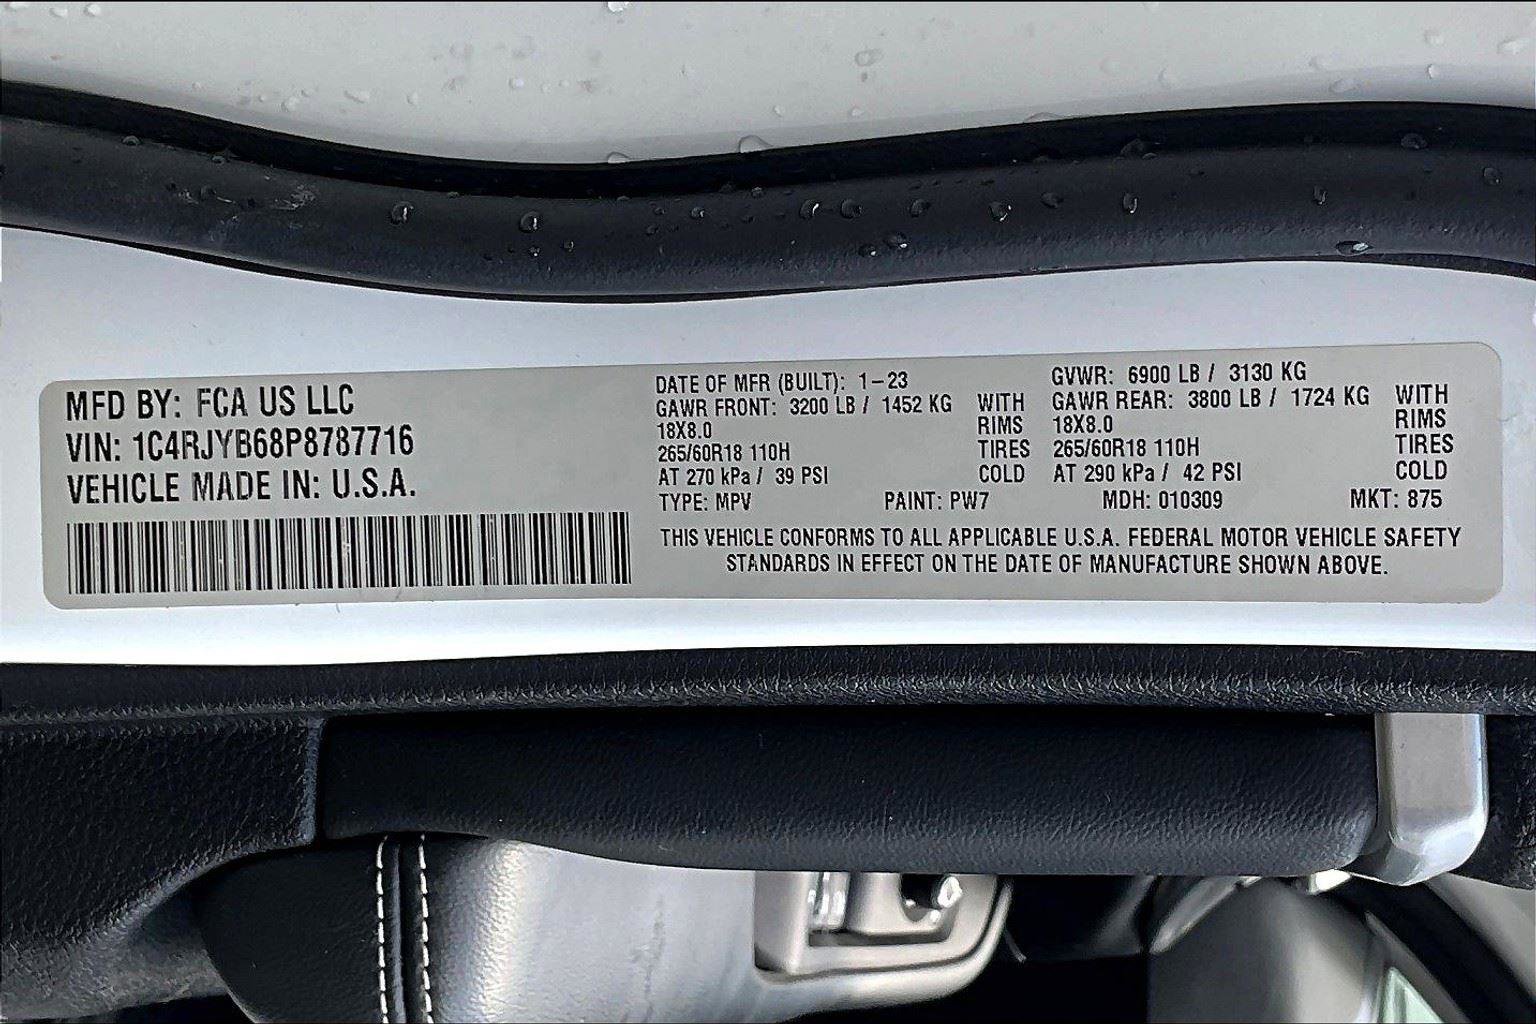 MFD BY: FCA US LLC
VIN: 1C4RJYB68P8787716
VEHICLE MADE IN: U.S.A.
DATE OF MFR (BUILT): 1-23
GAWR FRONT: 3200 LB / 1452 KG WITH
18X8.0 RIMS
265/60R18 110H TIRES
AT 270 kPa / 39 PSI COLD
GVWR: 6900 LB / 3130 KG
GAWR REAR: 3800 LB / 1724 KG WITH
18X8.0 RIMS
265/60R18 110H TIRES
AT 290 kPa / 42 PSI COLD
TYPE: MPV PAINT: PW7 MDH: 010309 MKT: 875
THIS VEHICLE CONFORMS TO ALL APPLICABLE U.S.A. FEDERAL MOTOR VEHICLE SAFETY
STANDARDS IN EFFECT ON THE DATE OF MANUFACTURE SHOWN ABOVE.